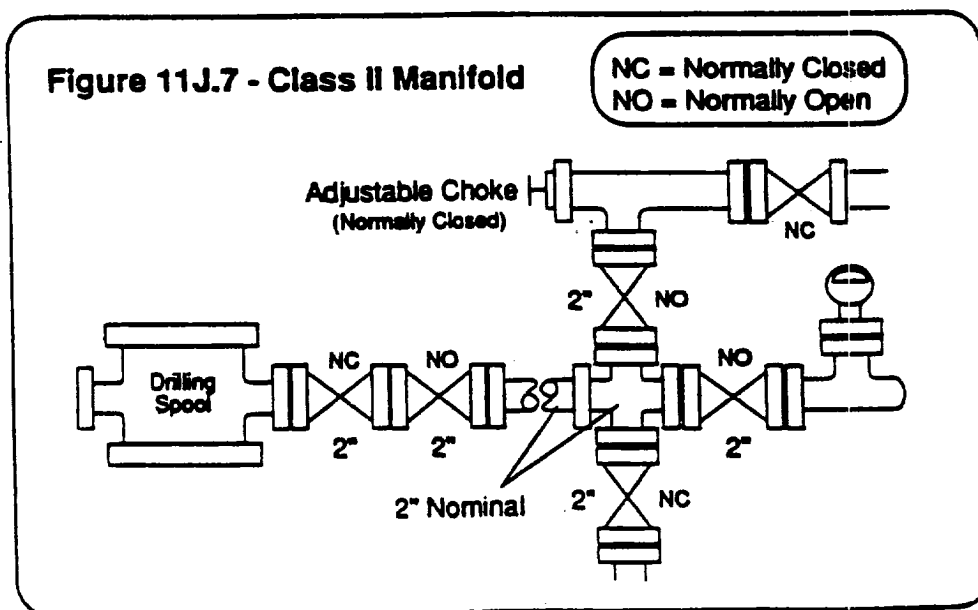 Figure 11J.7 - Class II Manifold
NC = Normally Closed
NO = Normally Open
Adjustable Choke
(Normally Closed)
NC
2" NO
NC NO
NO
Drilling
Spool
2" 2"
2"
2" Nominal
2" NC